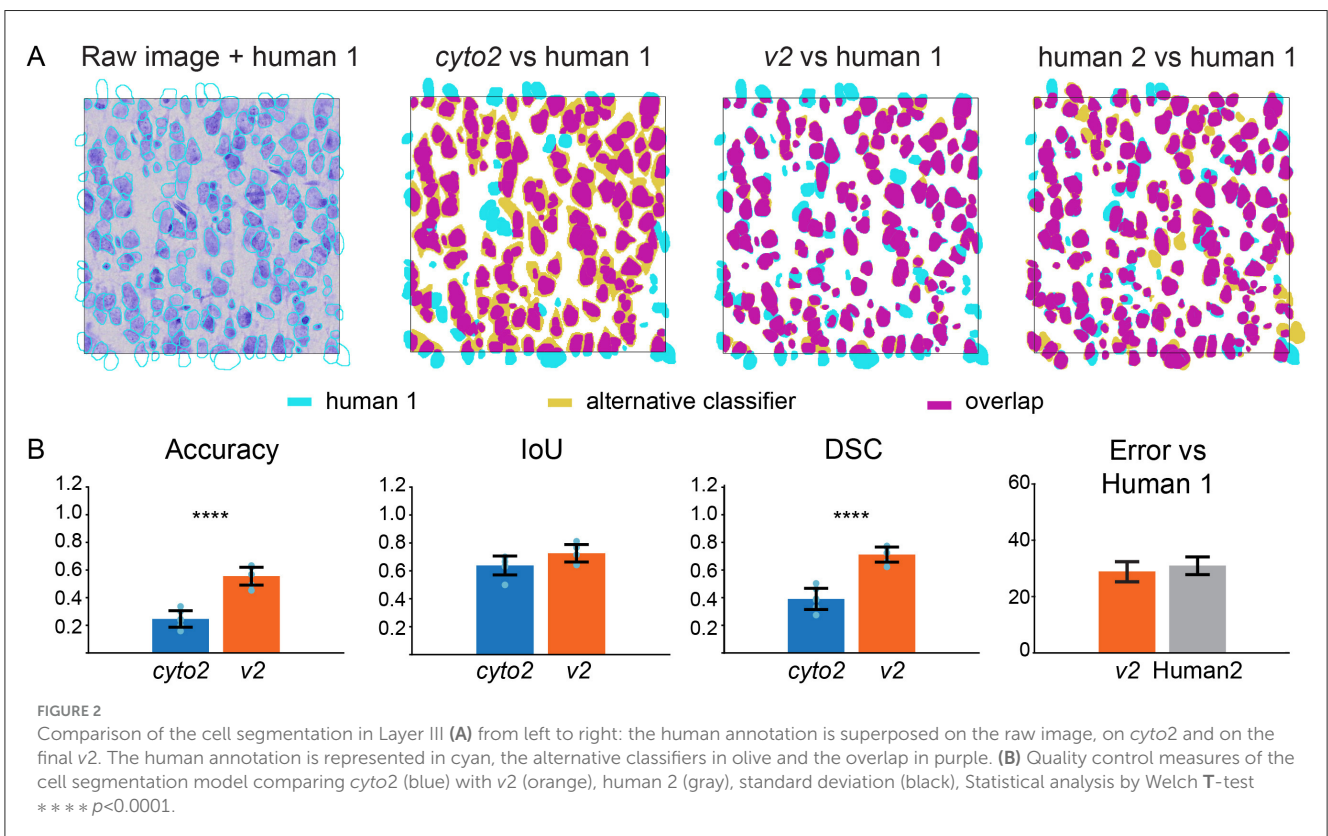 A
Raw image + human 1
cyto2 vs human 1
v2 vs human 1
human 2 vs human 1
human 1
alternative classifier
overlap
B
Accuracy
1.2
1.0
0.8
0.6
0.4
0.2
****
cyto2 v2
IoU
1.2
1.0
0.8
0.6
0.4
0.2
cyto2 v2
DSC
1.2
1.0
0.8
0.6
0.4
0.2
****
cyto2 v2
Error vs
Human 1
60
40
20
0
v2 Human2
FIGURE 2
Comparison of the cell segmentation in Layer III (A) from left to right: the human annotation is superposed on the raw image, on cyto2 and on the
final v2. The human annotation is represented in cyan, the alternative classifiers in olive and the overlap in purple. (B) Quality control measures of the
cell segmentation model comparing cyto2 (blue) with v2 (orange), human 2 (gray), standard deviation (black), Statistical analysis by Welch T-test
∗∗∗∗p<0.0001.